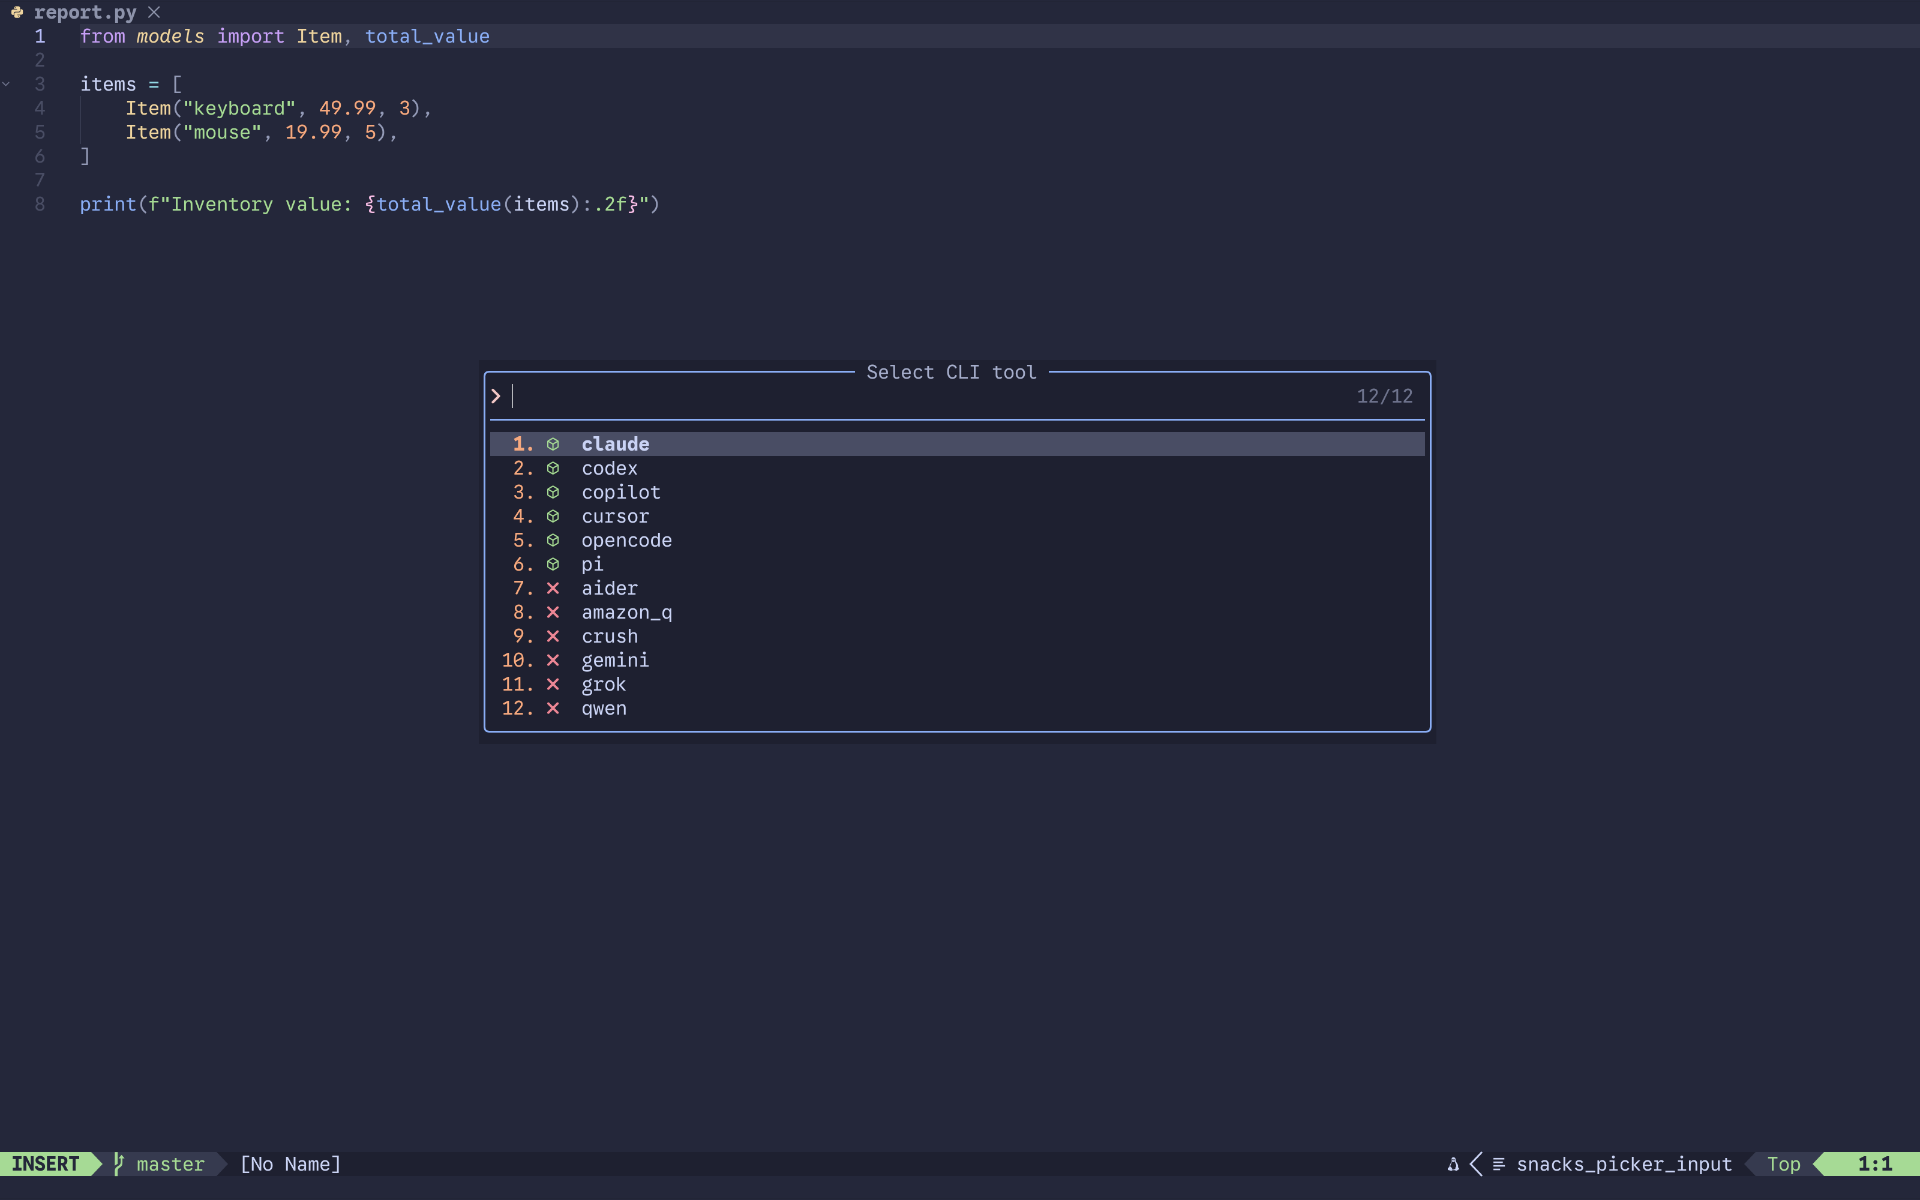 report.py
1 from models import Item, total_value
2
3 items = [
4     Item("keyboard", 49.99, 3),
5     Item("mouse", 19.99, 5),
6 ]
7
8 print(f"Inventory value: {total_value(items):.2f}")
Select CLI tool
12/12
1. claude
2. codex
3. copilot
4. cursor
5. opencode
6. pi
7. aider
8. amazon_q
9. crush
10. gemini
11. grok
12. qwen
INSERT master [No Name] snacks_picker_input Top 1:1